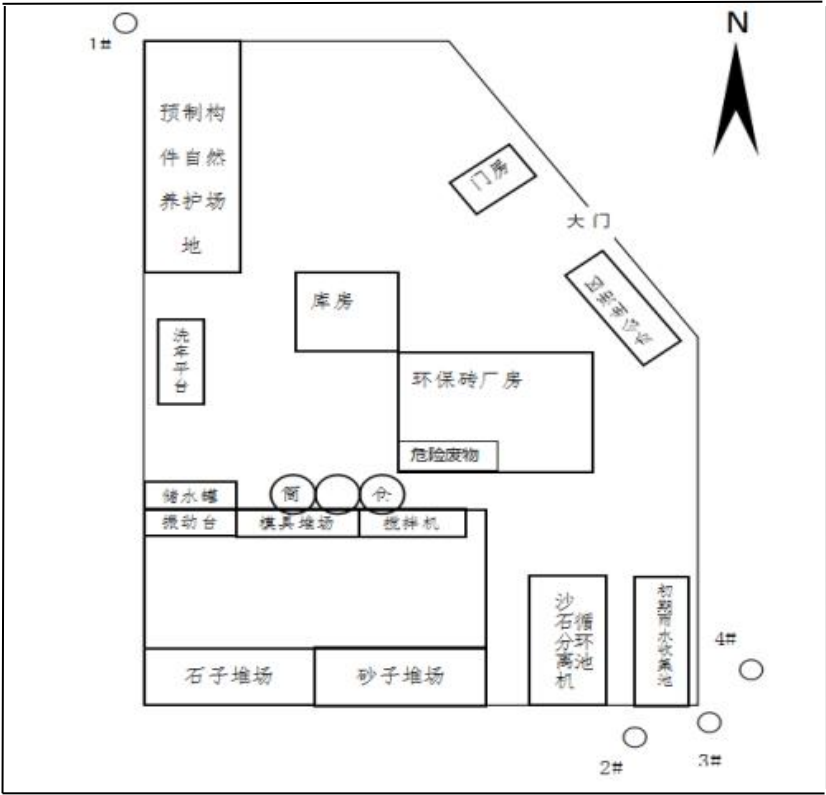 N
1#
预制构
件自然
养护场
地
门房
大门
库房
洗车平台
环保砖厂房
危险废物
储水罐
筒 仓
振动台
模具堆场
搅拌机
沙石分离机
循环池
初期雨水收集池
石子堆场
砂子堆场
4#
2#
3#